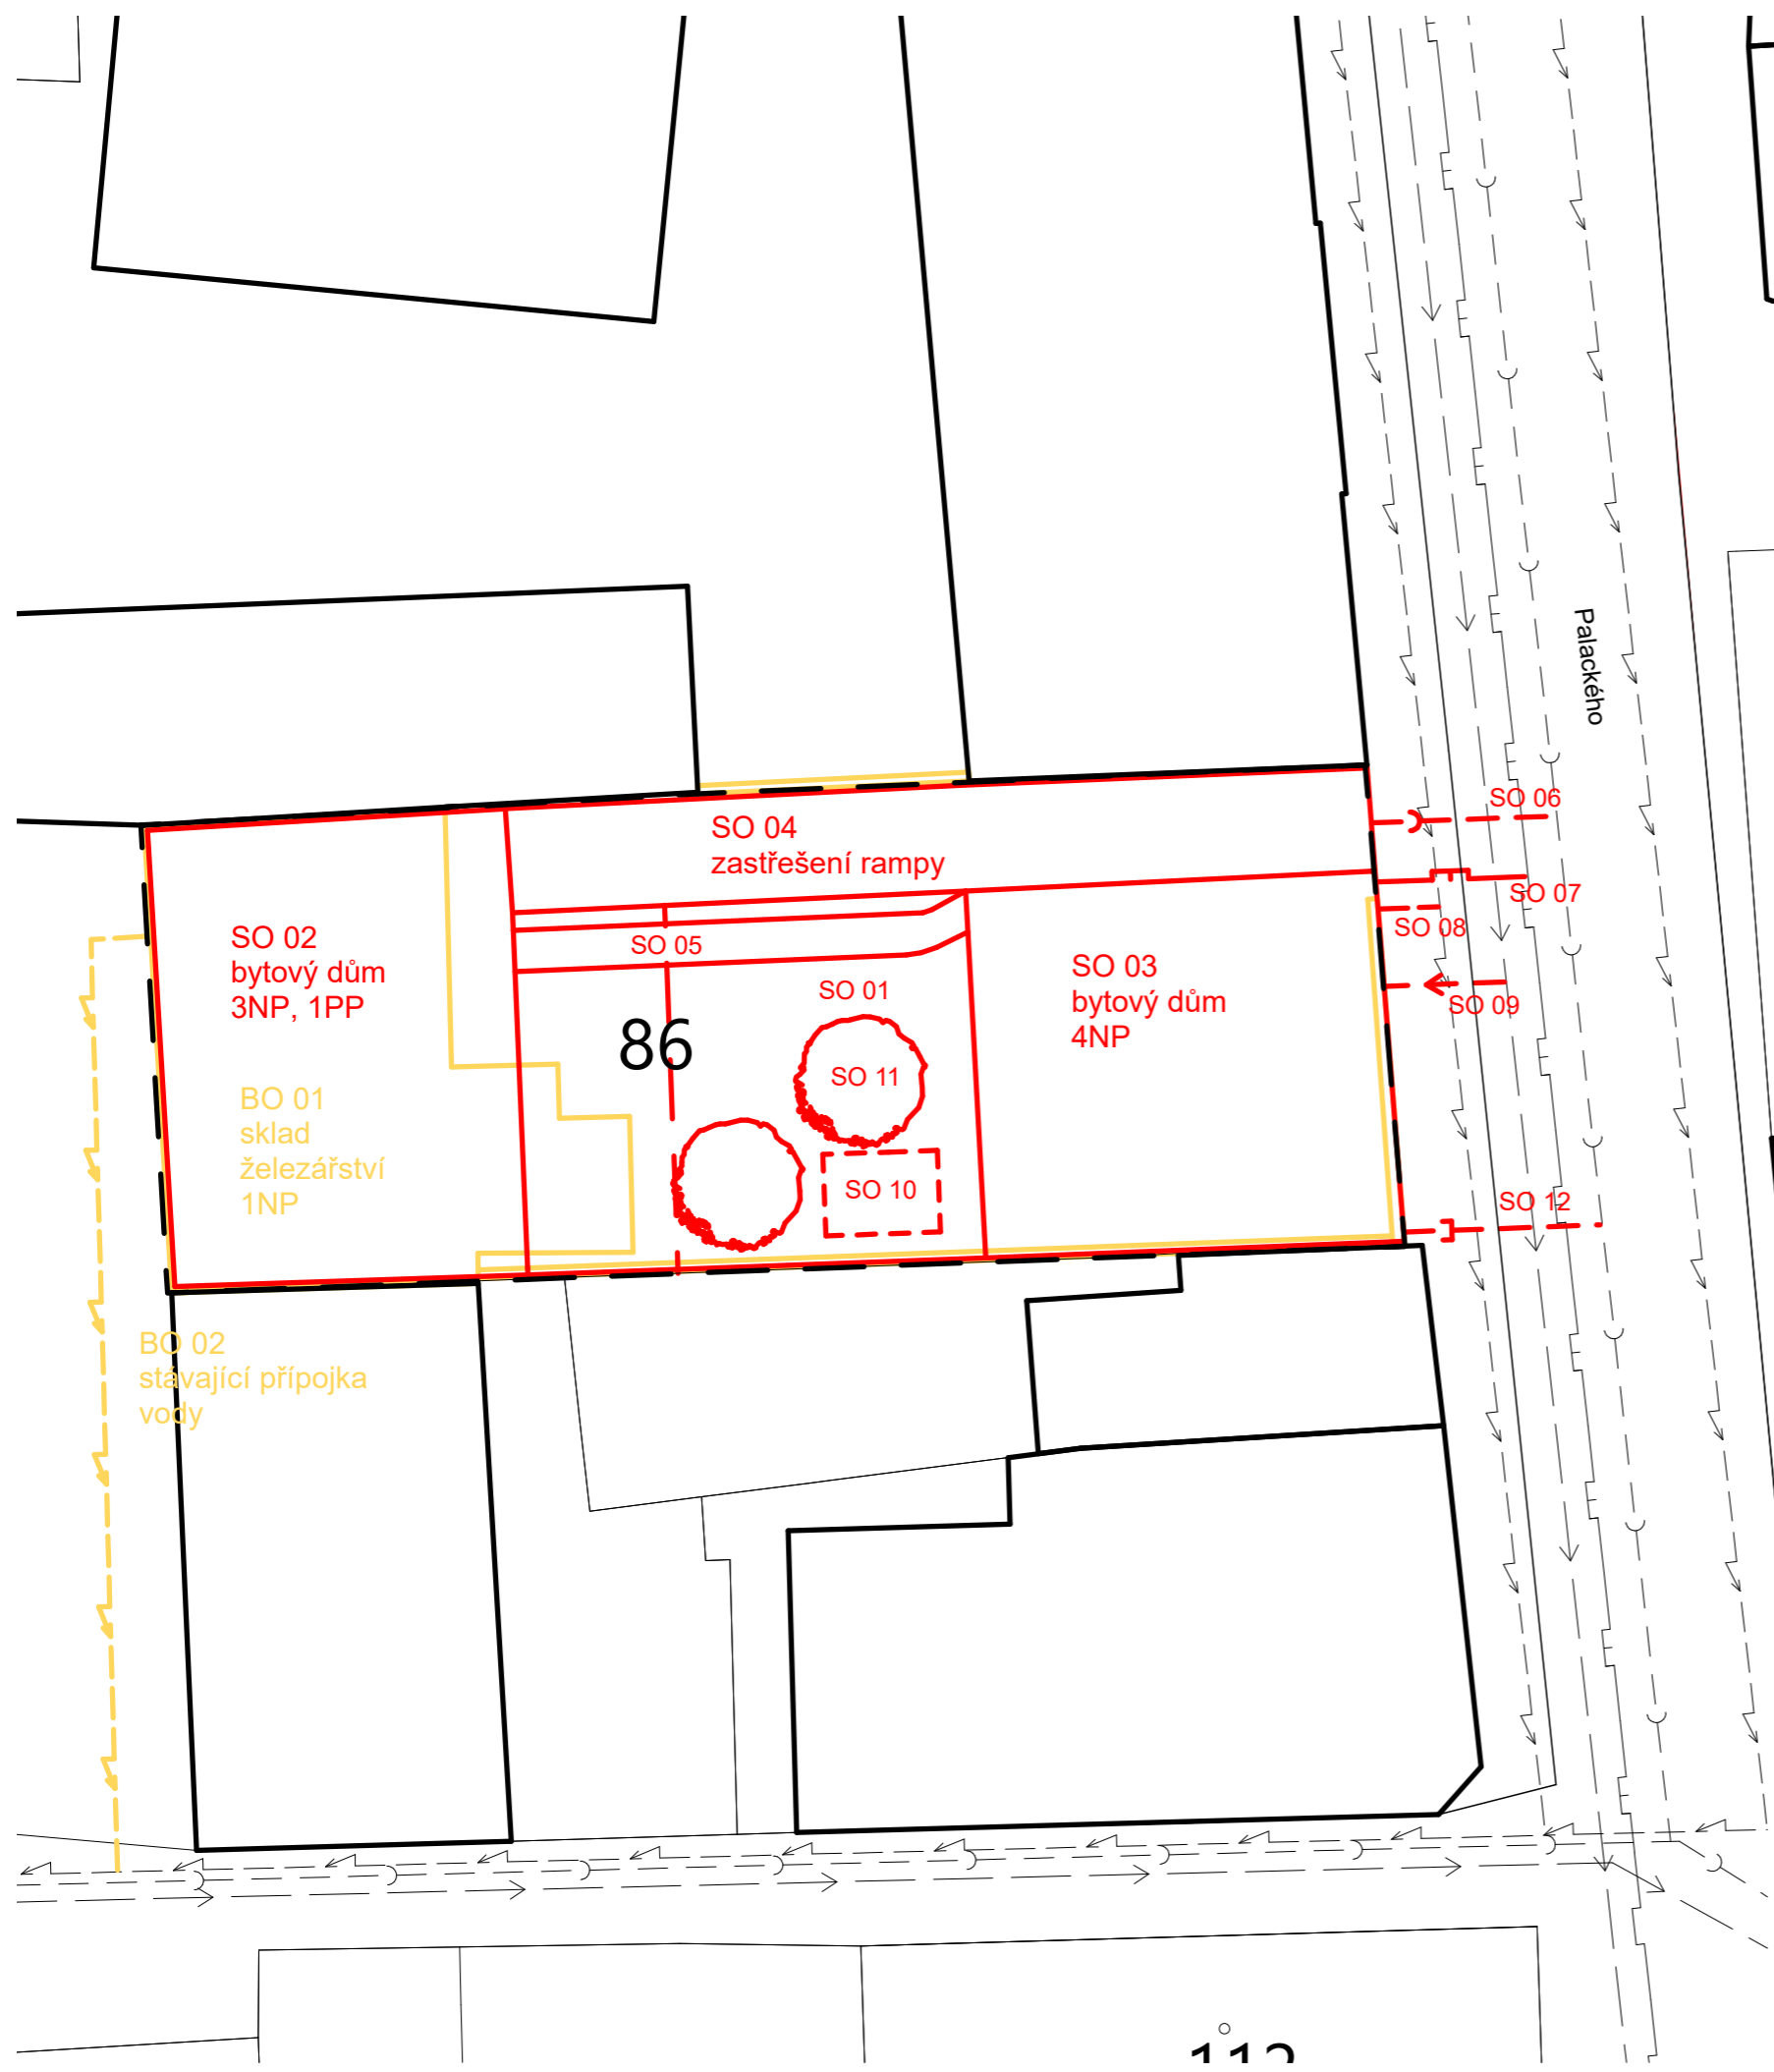 Palackého
SO 06
SO 04
zastřešení rampy
SO 07
SO 08
SO 02
bytový dům
3NP, 1PP
SO 05
SO 03
bytový dům
4NP
SO 01
SO 09
86
SO 11
BO 01
sklad
železářství
1NP
SO 10
SO 12
BO 02
stávající přípojka
vody
112